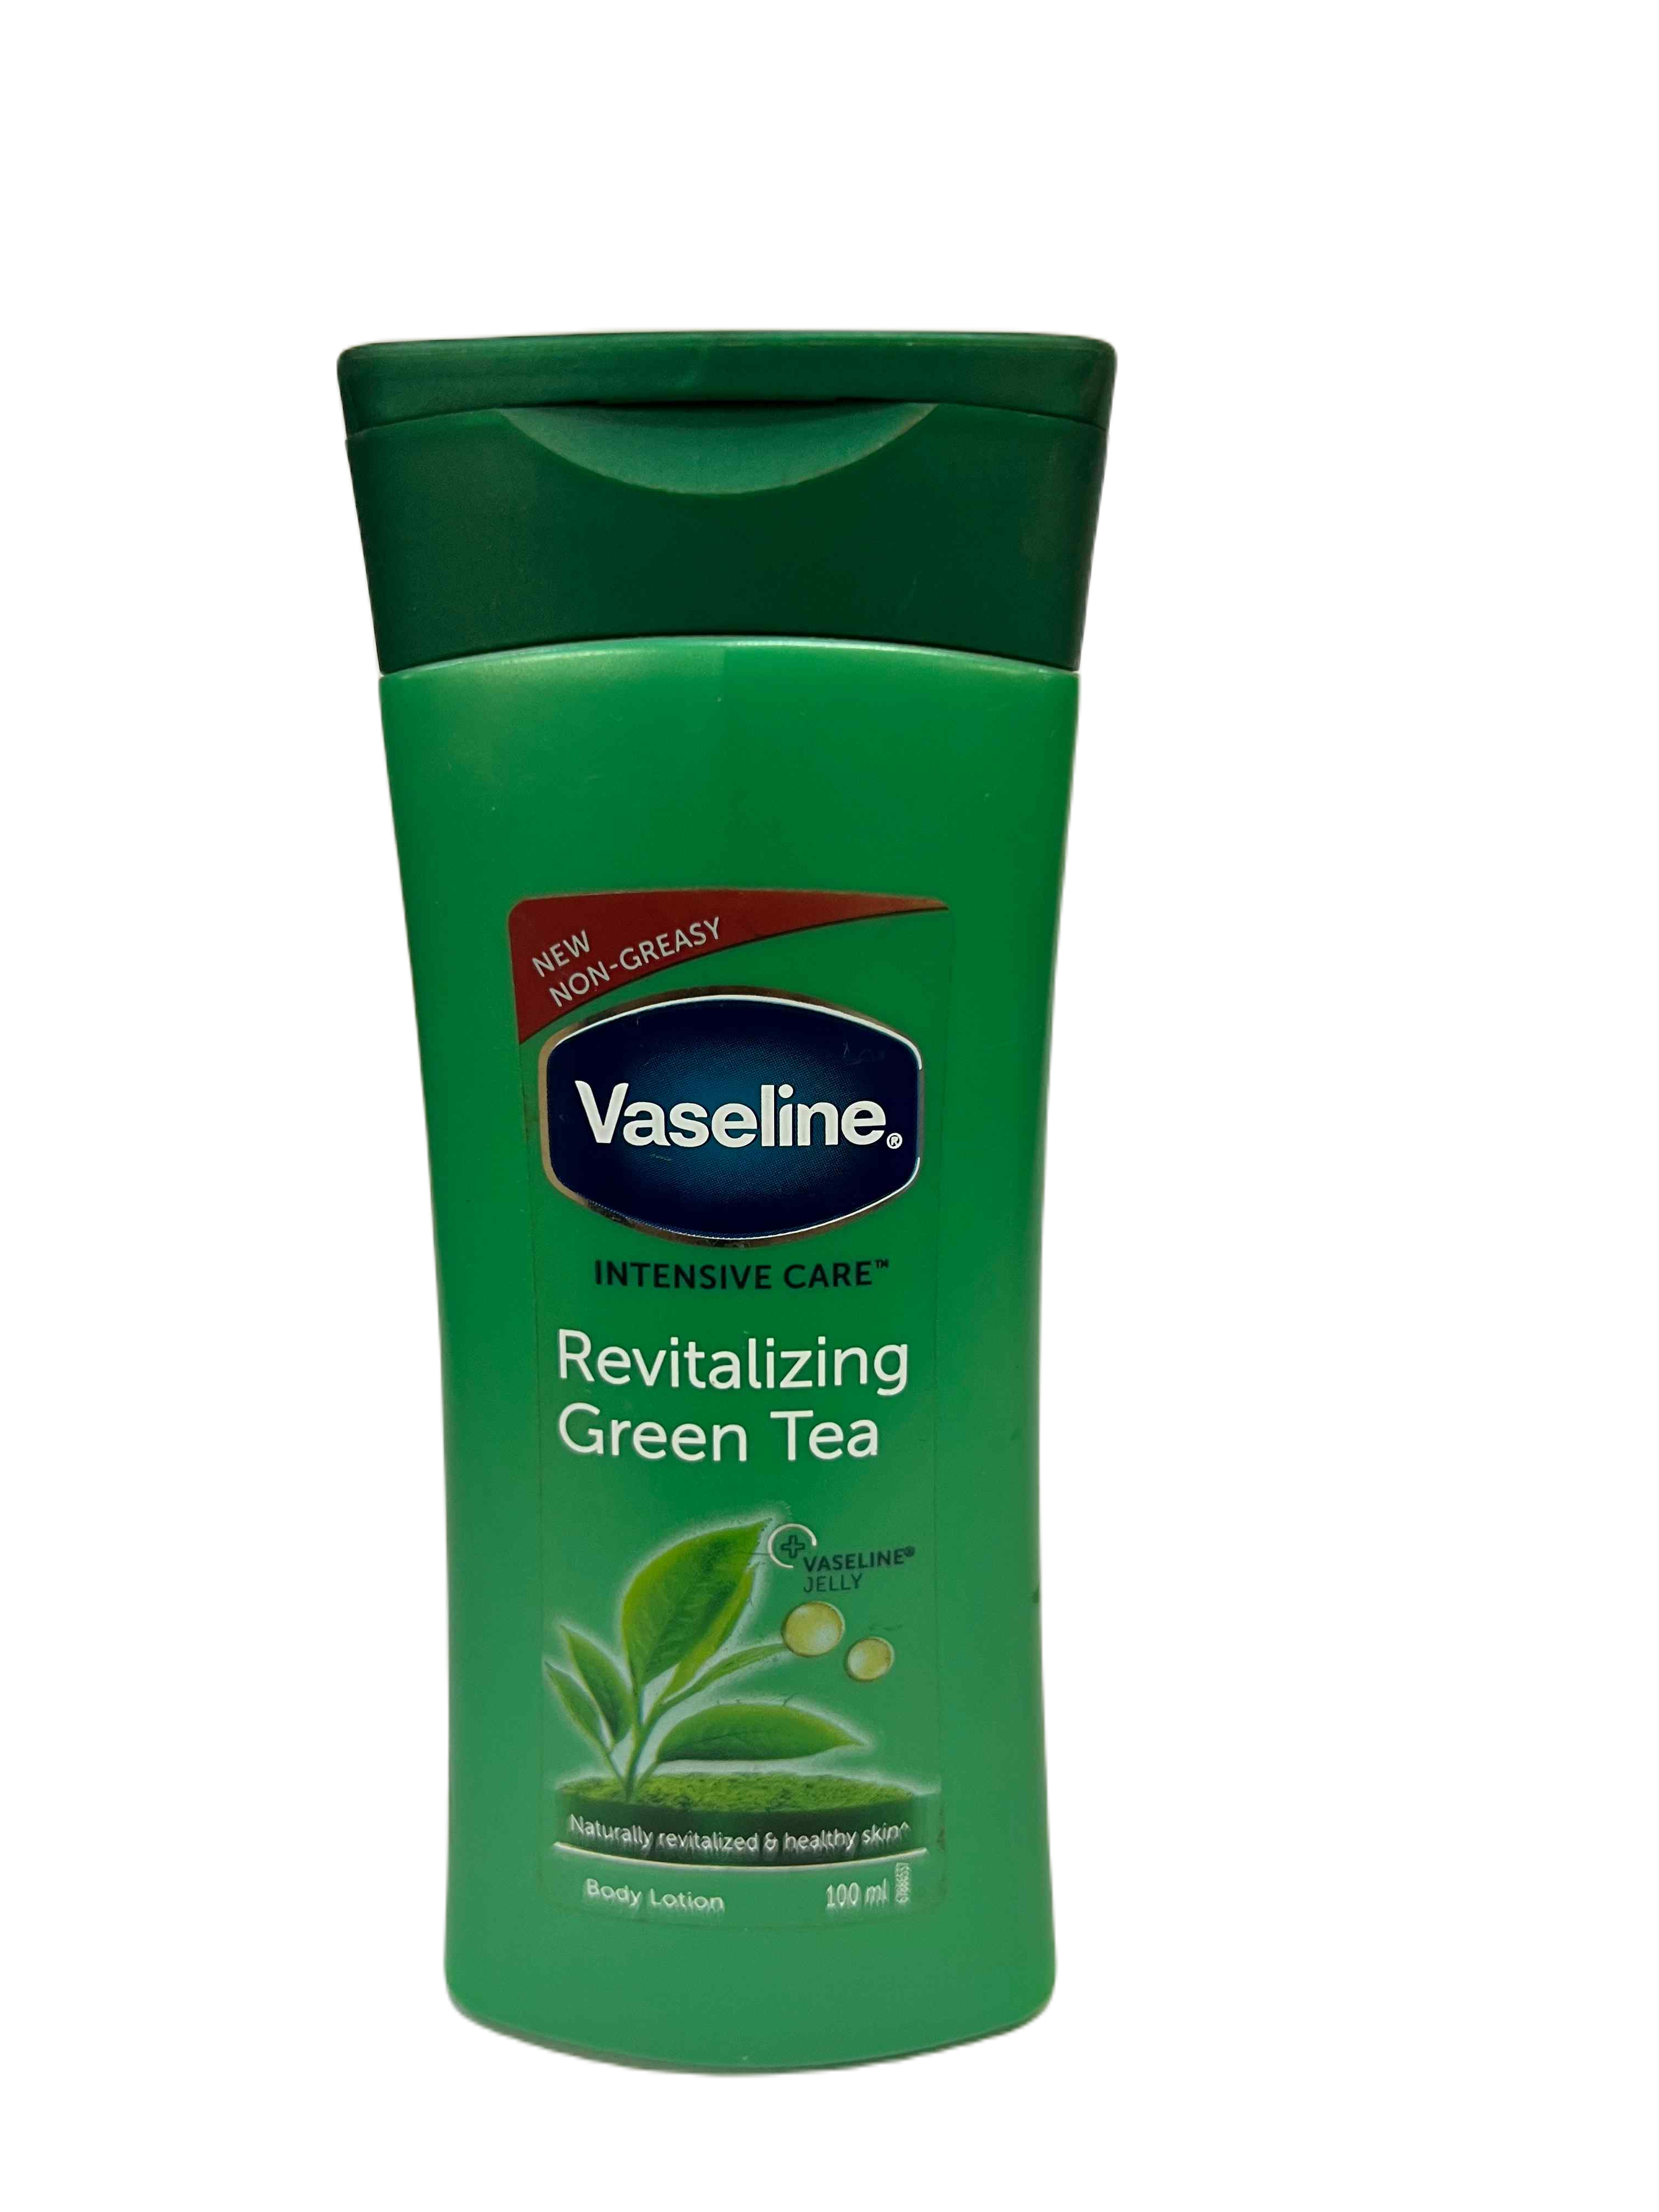 NEW
NON-GREASY
Vaseline®
INTENSIVE CARE™
Revitalizing
Green Tea
VASELINE®
JELLY
Naturally revitalized & healthy skin^
Body Lotion 100 ml